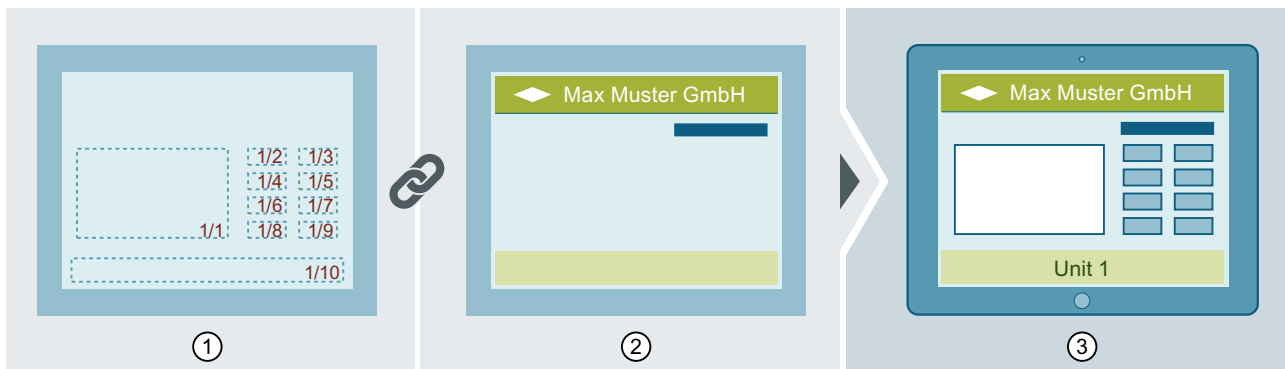 1/2 1/3
1/4 1/5
1/6 1/7
1/1 1/8 1/9
1/10
1
Max Muster GmbH
2
Max Muster GmbH
Unit 1
3